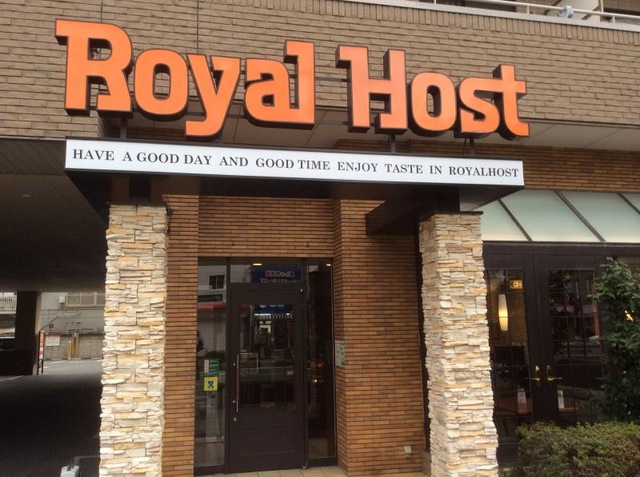 Royal Host
HAVE A GOOD DAY AND GOOD TIME ENJOY TASTE IN ROYALHOST